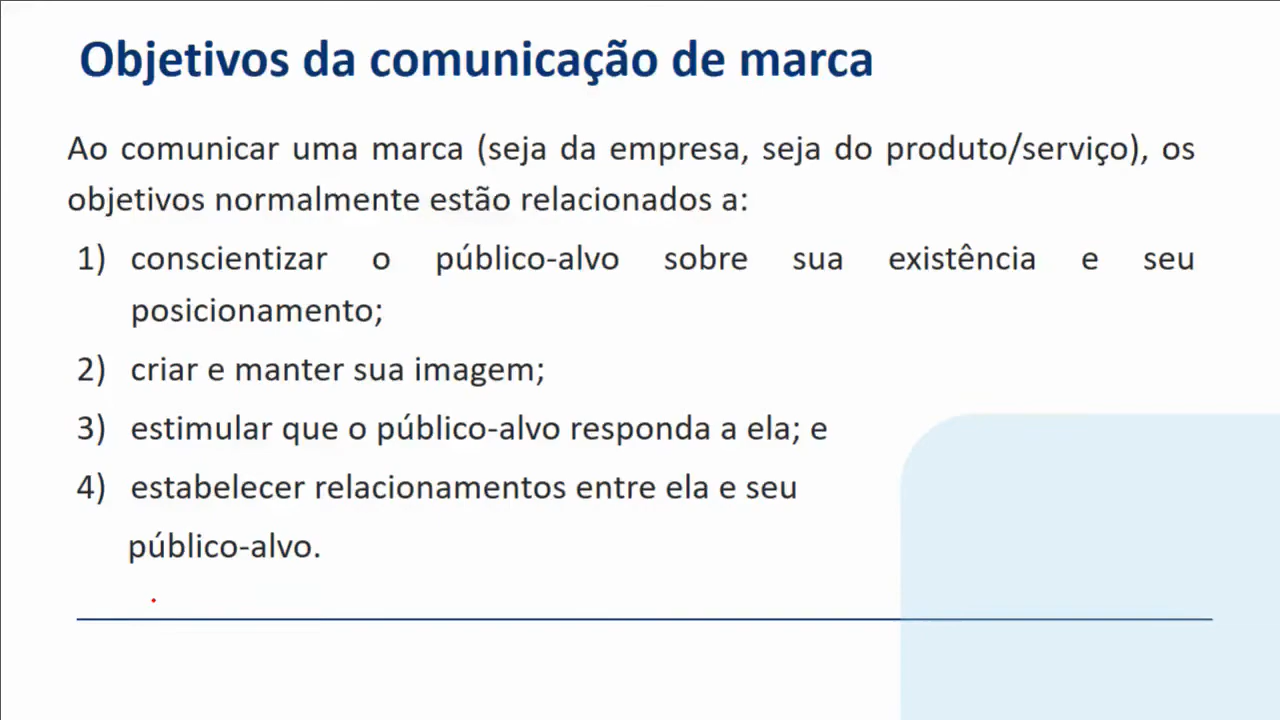 Objetivos da comunicação de marca
Ao comunicar uma marca (seja da empresa, seja do produto/serviço), os
objetivos normalmente estão relacionados a:
1) conscientizar o público-alvo sobre sua existência e seu
posicionamento;
2) criar e manter sua imagem;
3) estimular que o público-alvo responda a ela; e
4) estabelecer relacionamentos entre ela e seu
público-alvo.